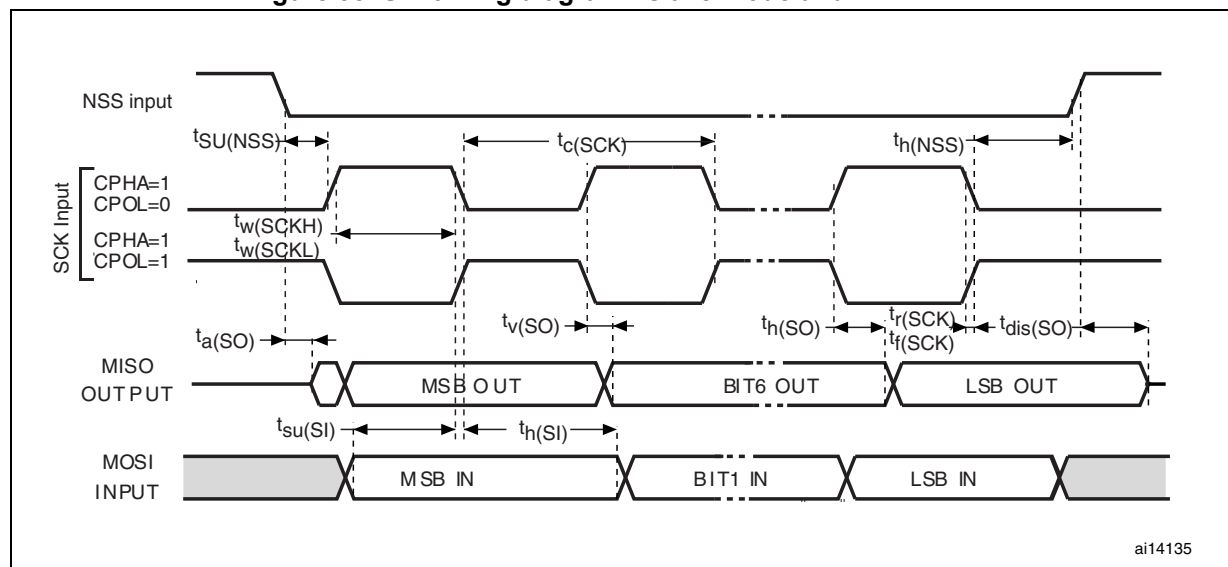 NSS input
tSU(NSS)
tc(SCK)
th(NSS)
SCK Input
CPHA=1
CPOL=0
tw(SCKH)
tw(SCKL)
CPHA=1
CPOL=1
ta(SO)
tv(SO)
th(SO)
tr(SCK)
tf(SCK)
tdis(SO)
MISO
OUTPUT
MSB OUT
BIT6 OUT
LSB OUT
tsu(SI)
th(SI)
MOSI
INPUT
MSB IN
BIT1 IN
LSB IN
ai14135